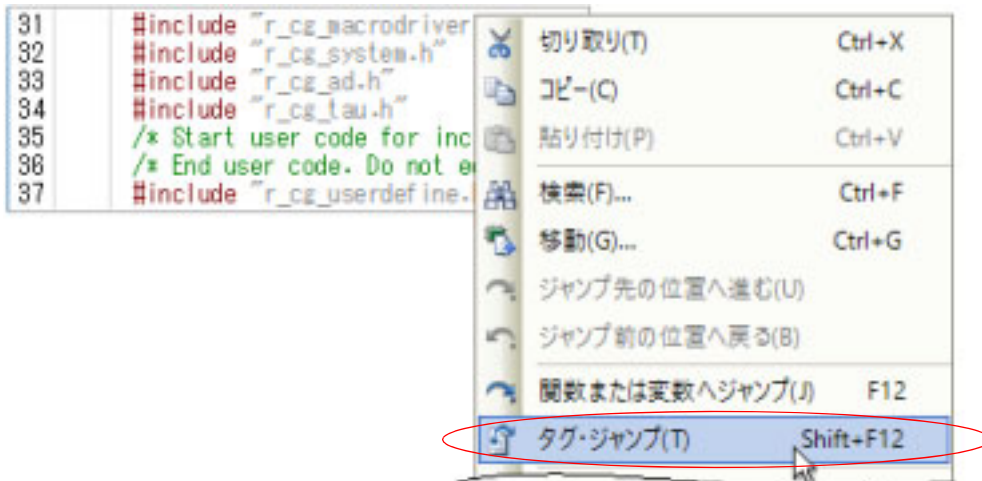 31 #include "r_cg_macrodriver
32 #include "r_cg_system.h"
33 #include "r_cg_ad.h"
34 #include "r_cg_tau.h"
35 /* Start user code for inc
36 /* End user code. Do not e
37 #include "r_cg_userdefine.
切り取り(T) Ctrl+X
コピー(C) Ctrl+C
貼り付け(P) Ctrl+V
検索(F)... Ctrl+F
移動(G)... Ctrl+G
ジャンプ先の位置へ進む(U)
ジャンプ前の位置へ戻る(B)
関数または変数へジャンプ(J) F12
タグ・ジャンプ(T) Shift+F12